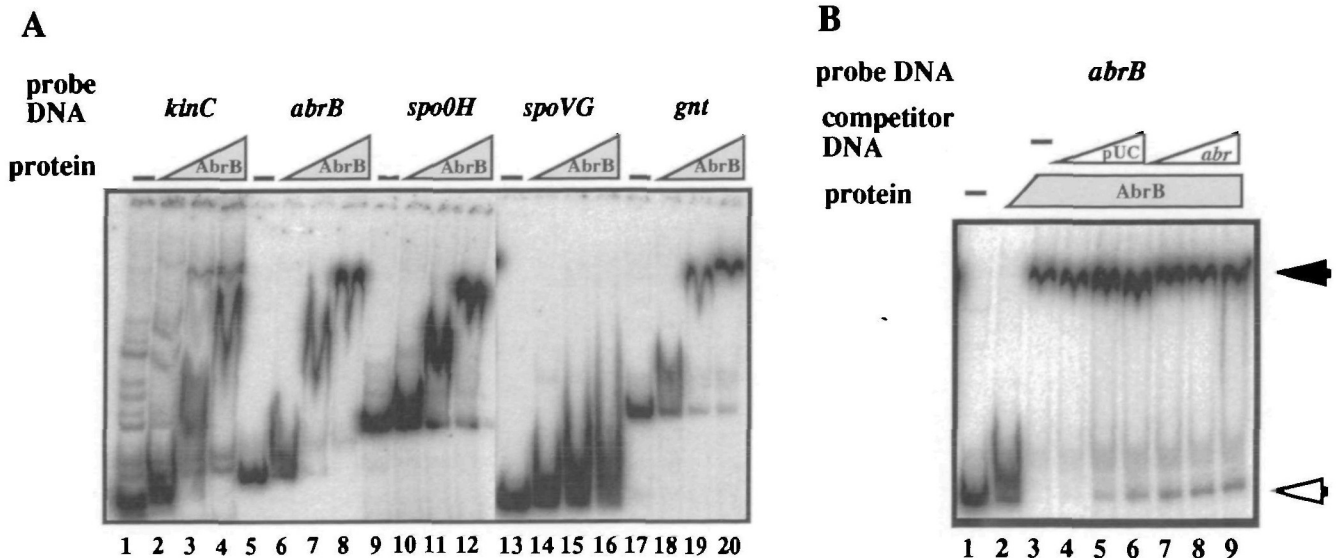 A
probe DNA
kinC abrB spo0H spoVG gnt
protein
– AbrB – AbrB – AbrB – AbrB – AbrB
1 2 3 4 5 6 7 8 9 10 11 12 13 14 15 16 17 18 19 20
B
probe DNA abrB
competitor DNA
– pUC abr
protein
– AbrB
1 2 3 4 5 6 7 8 9